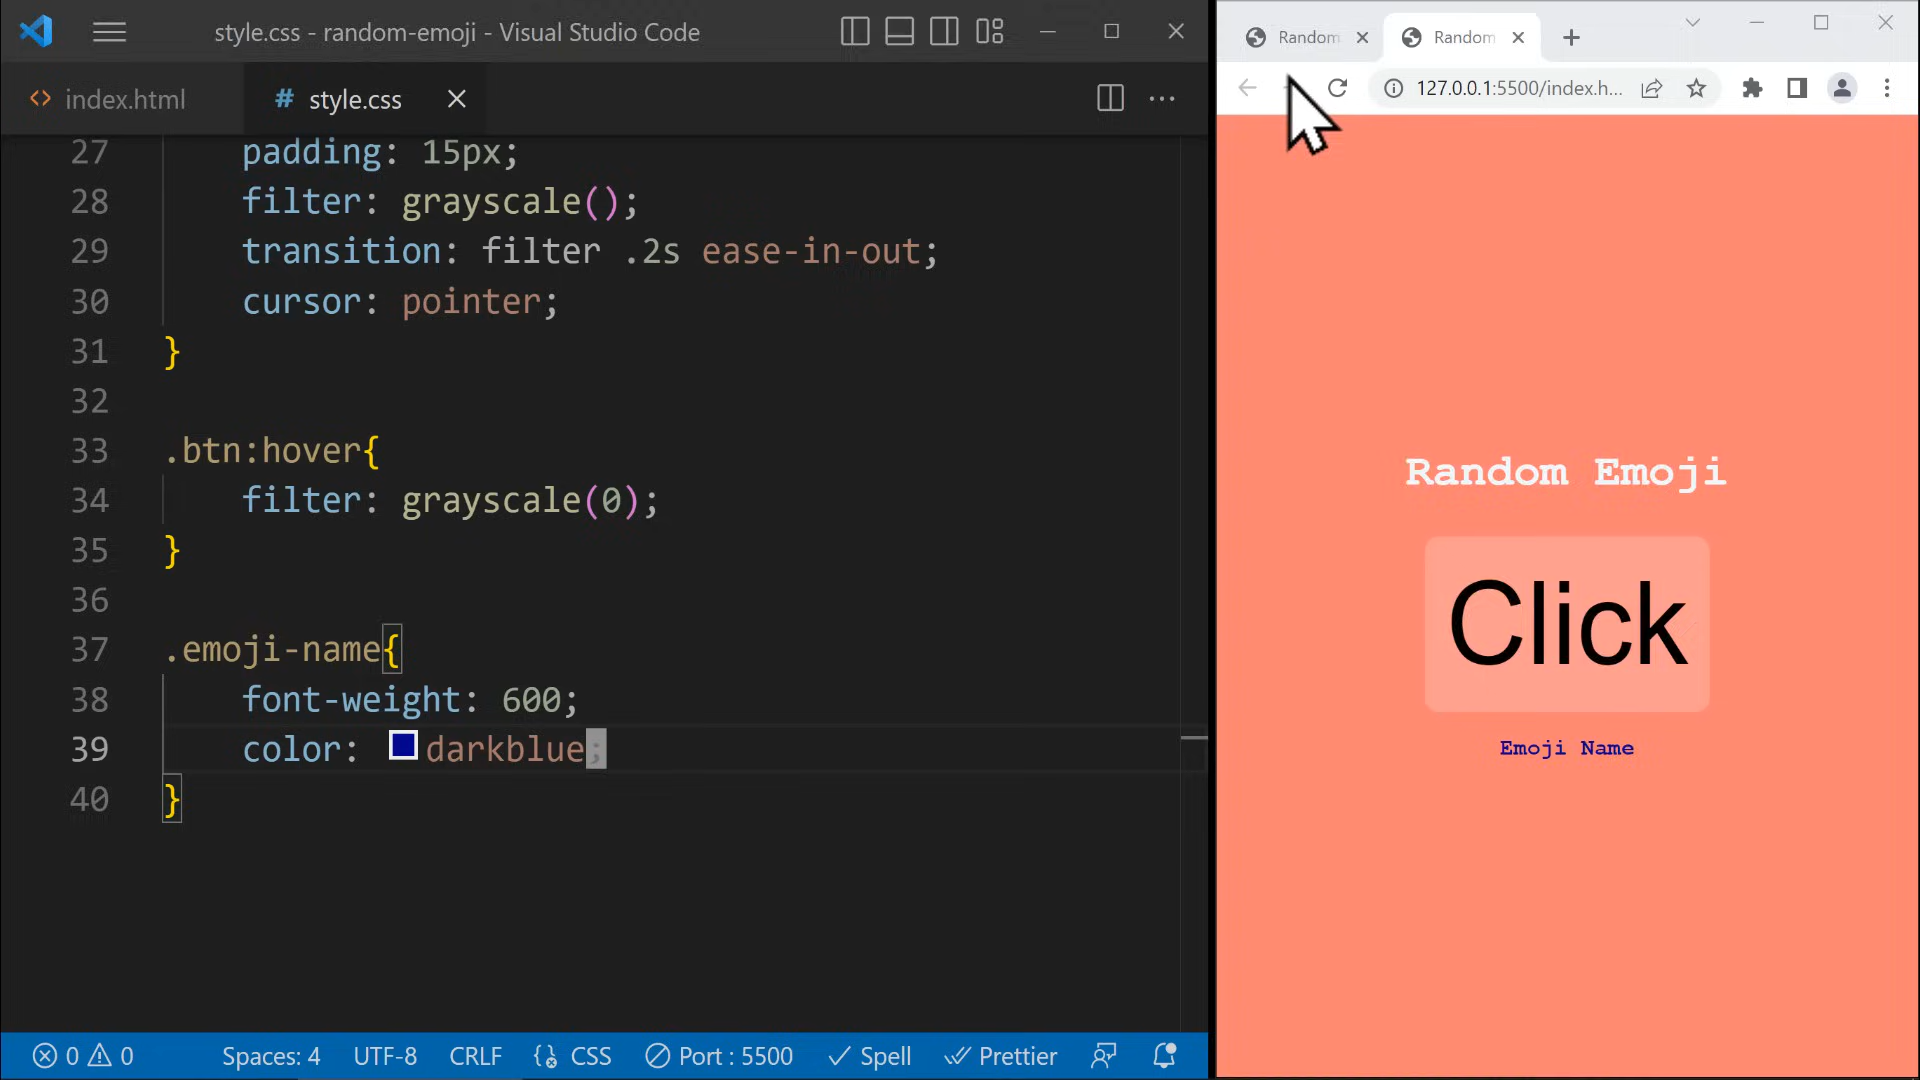 style.css - random-emoji - Visual Studio Code
index.html
# style.css
27 padding: 15px;
28 filter: grayscale();
29 transition: filter .2s ease-in-out;
30 cursor: pointer;
31 }
32
33 .btn:hover{
34 filter: grayscale(0);
35 }
36
37 .emoji-name{
38 font-weight: 600;
39 color: darkblue;
40 }
0 0 Spaces: 4 UTF-8 CRLF CSS Port : 5500 Spell Prettier
Random Random
127.0.0.1:5500/index.h...
Random Emoji
Click
Emoji Name